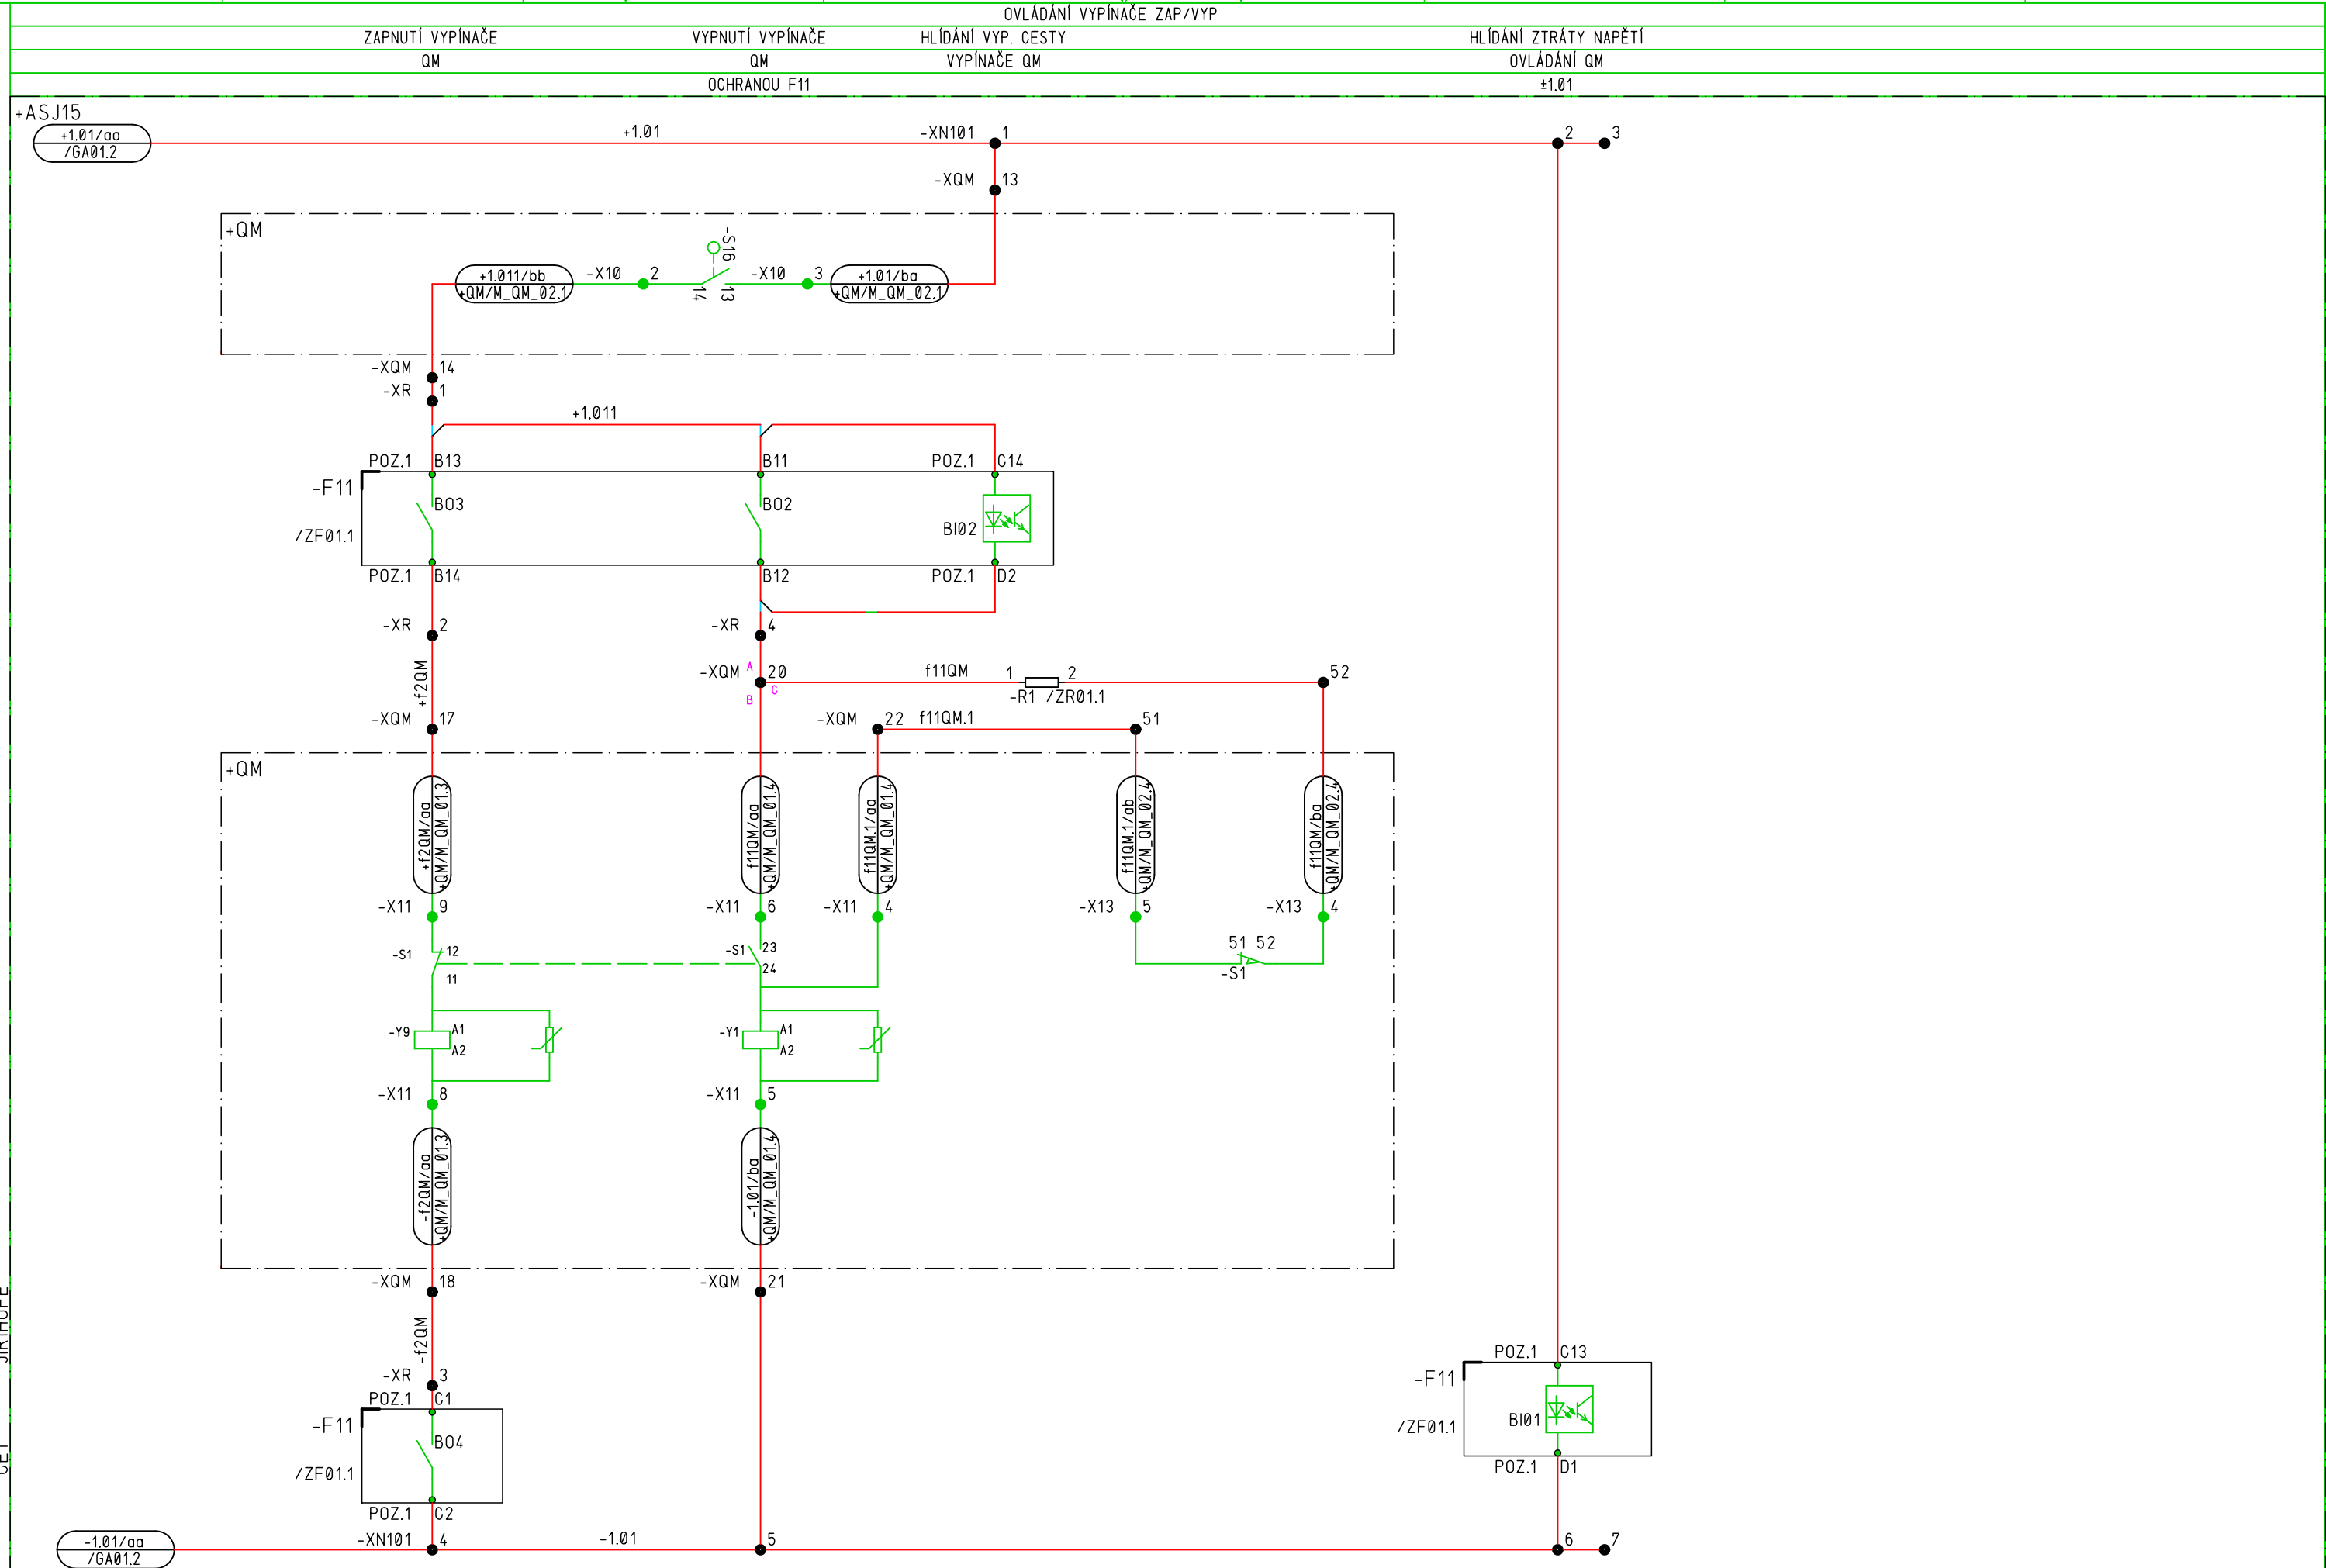 OVLÁDÁNÍ VYPÍNAČE ZAP/VYP
ZAPNUTÍ VYPÍNAČE VYPNUTÍ VYPÍNAČE HLÍDÁNÍ VYP. CESTY HLÍDÁNÍ ZTRÁTY NAPĚTÍ
QM QM VYPÍNAČE QM OVLÁDÁNÍ QM
OCHRANOU F11 ±1.01
+ASJ15
+1.01/aa +1.01 -XN101 1 2 3
/GA01.2
-XQM 13
+QM
-S16
+1.011/bb -X10 2 -X10 3 +1.01/ba
+QM/M_QM_02.1 14 13 +QM/M_QM_02.1
-XQM 14
-XR 1
+1.011
POZ.1 B13 B11 POZ.1 C14
-F11
BO3 BO2
/ZF01.1 BI02
POZ.1 B14 B12 POZ.1 D2
-XR 2 -XR 4
+f2QM
-XQM A 20 f11QM 1 2 52
B C -R1 /ZR01.1
-XQM 17 -XQM 22 f11QM.1 51
+QM
+f2QM/aa
+QM/M_QM_01.3
f11QM/aa
+QM/M_QM_01.4
f11QM.1/aa
+QM/M_QM_01.4
f11QM.1/ab
+QM/M_QM_02.4
f11QM/ba
+QM/M_QM_02.4
-X11 9 -X11 6 -X11 4 -X13 5 -X13 4
-S1 12 -S1 23 51 52
11 24 -S1
-Y9 A1 -Y1 A1
A2 A2
-X11 8 -X11 5
-f2QM/aa
+QM/M_QM_01.3
-1.01/ba
+QM/M_QM_01.4
-XQM 18 -XQM 21
-f2QM
-XR 3
POZ.1 C1 POZ.1 C13
-F11 -F11
BO4 BI01
/ZF01.1 /ZF01.1
POZ.1 C2 POZ.1 D1
-1.01/aa -XN101 4 -1.01 5 6 7
/GA01.2